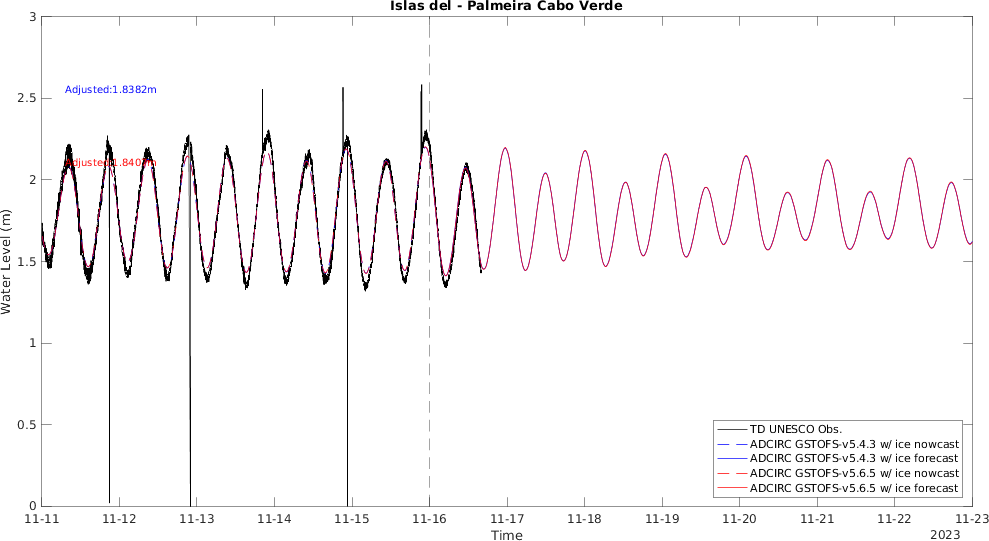 Islas del - Palmeira Cabo Verde
3
2.5
2
1.5
1
0.5
0
Water Level (m)
Adjusted:1.8382m
11-11
11-12
11-13
11-14
11-15
11-16
11-17
11-18
11-19
11-20
11-21
11-22
11-23
Time
2023
TD UNESCO Obs.
ADCIRC GSTOFS-v5.4.3 w/ ice nowcast
ADCIRC GSTOFS-v5.4.3 w/ ice forecast
ADCIRC GSTOFS-v5.6.5 w/ ice nowcast
ADCIRC GSTOFS-v5.6.5 w/ ice forecast